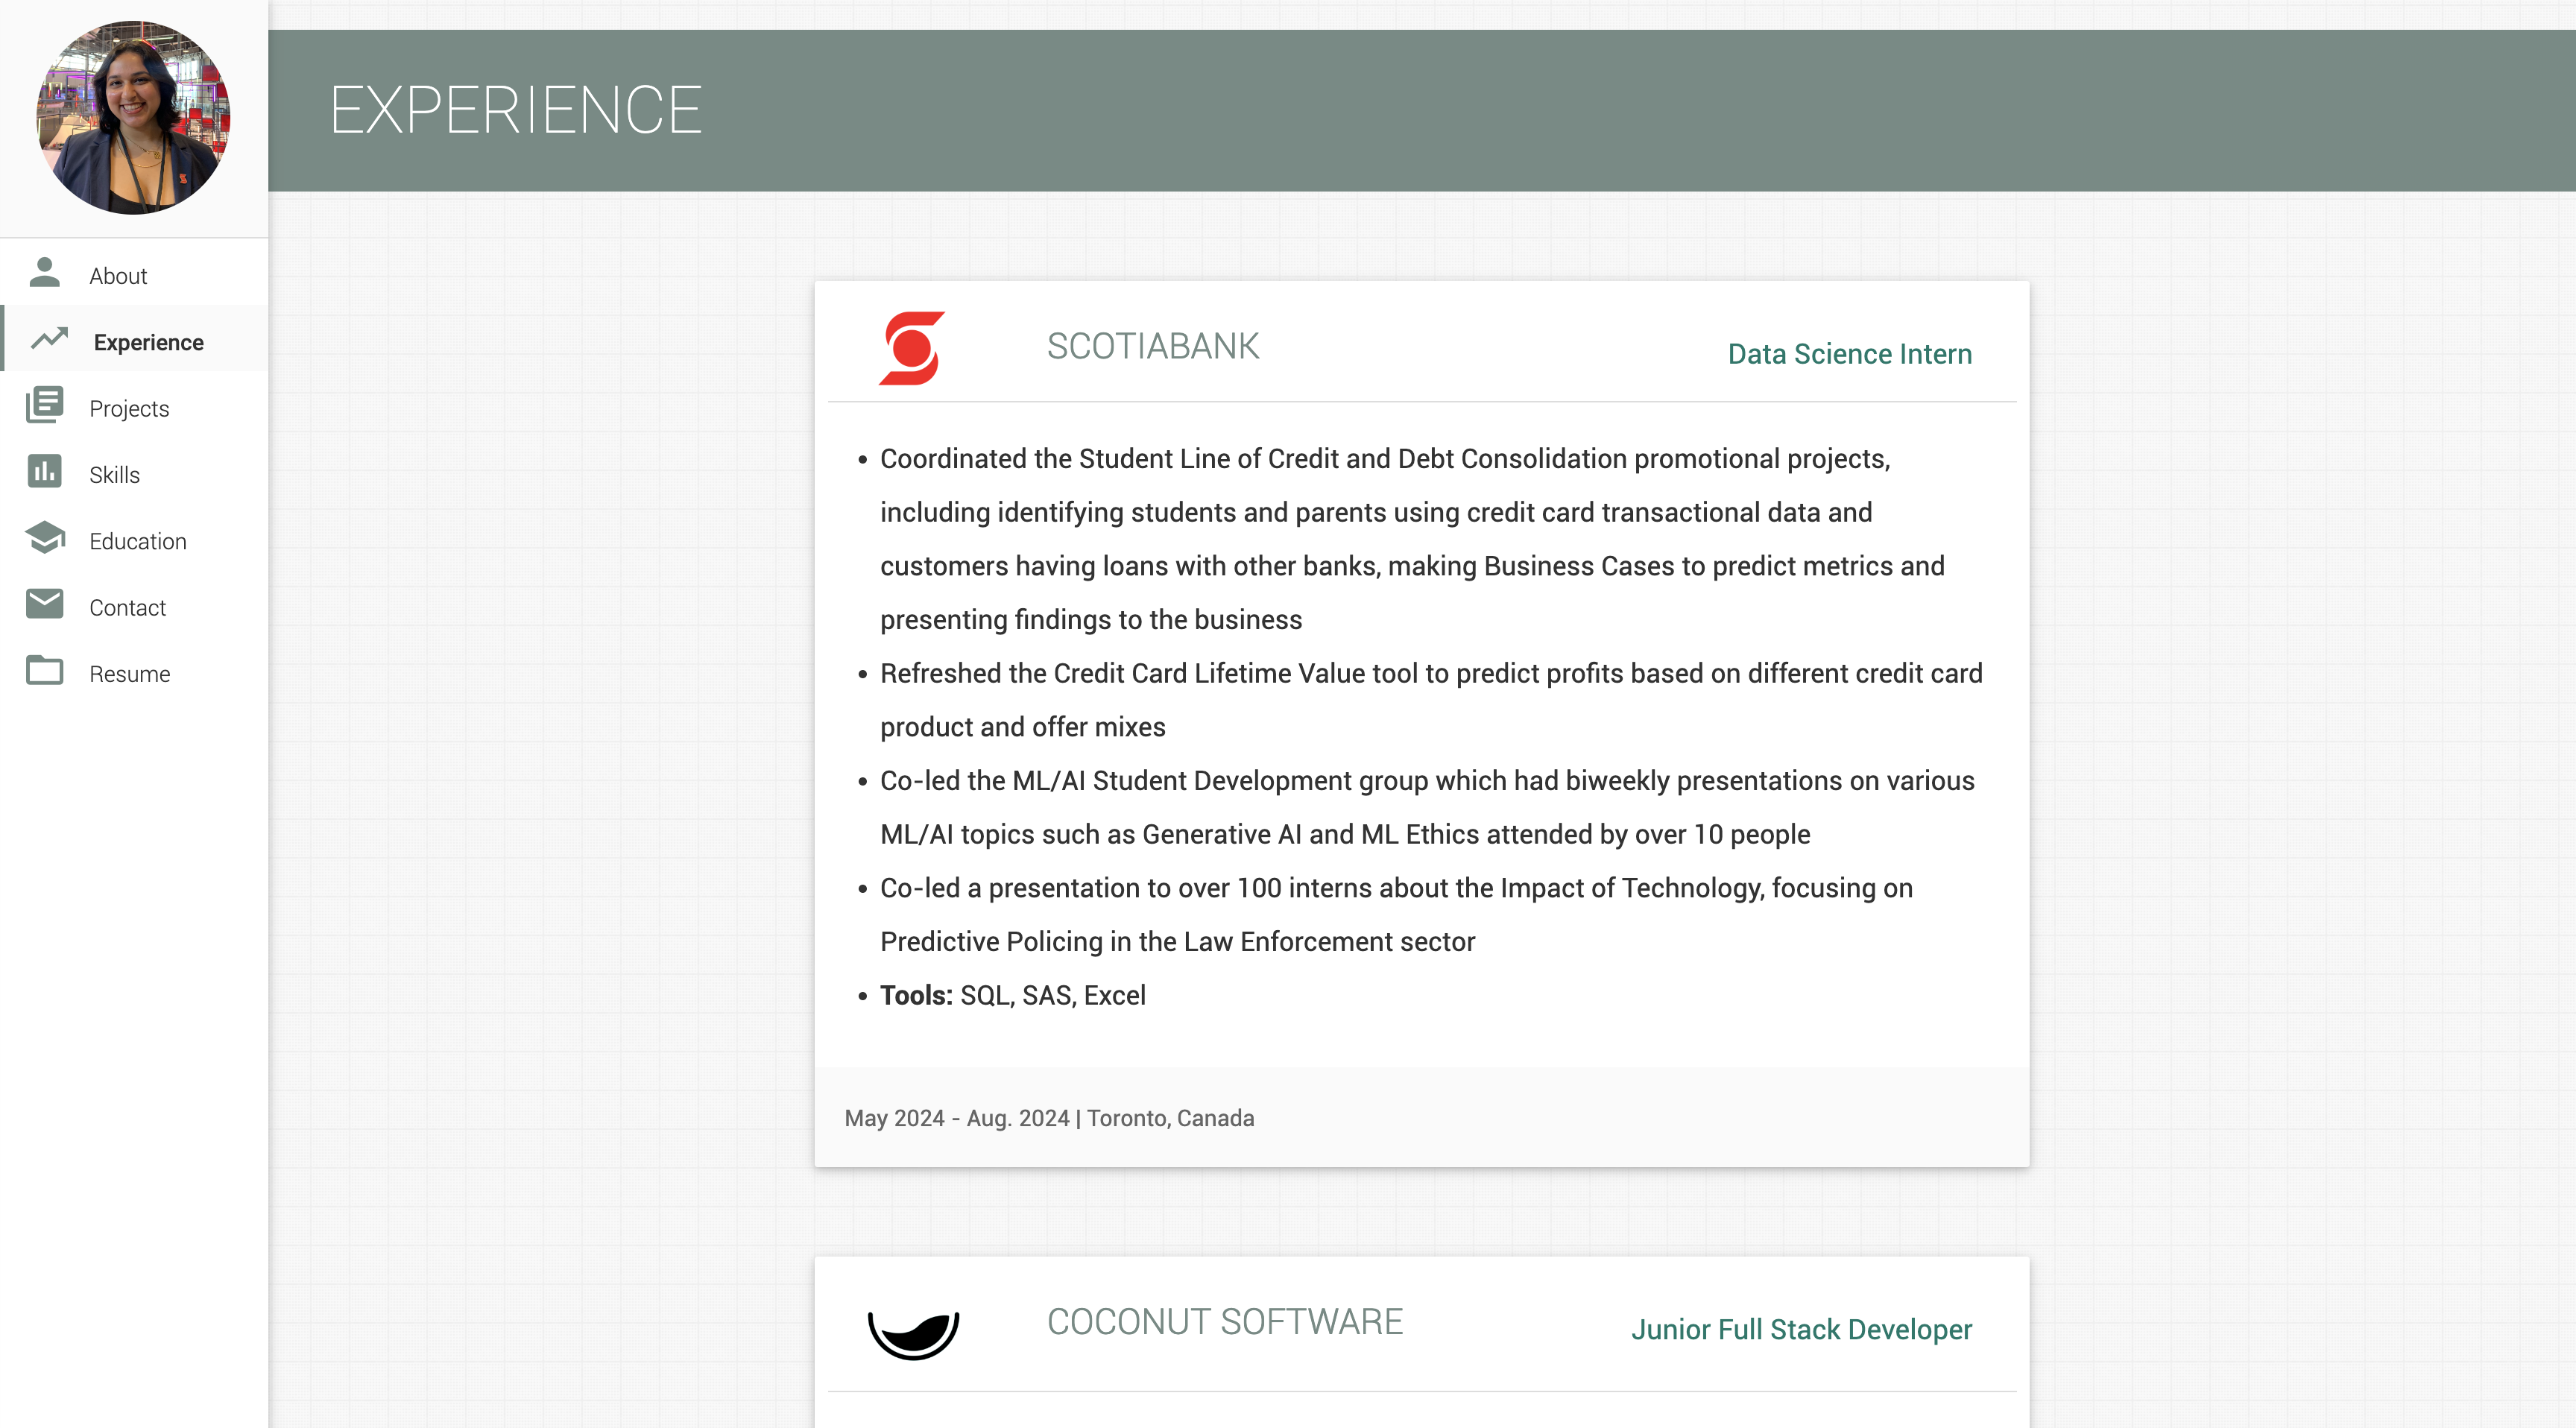 EXPERIENCE
About
Experience
Projects
Skills
Education
Contact
Resume
SCOTIABANK
Data Science Intern
• Coordinated the Student Line of Credit and Debt Consolidation promotional projects,
including identifying students and parents using credit card transactional data and
customers having loans with other banks, making Business Cases to predict metrics and
presenting findings to the business
• Refreshed the Credit Card Lifetime Value tool to predict profits based on different credit card
product and offer mixes
• Co-led the ML/AI Student Development group which had biweekly presentations on various
ML/AI topics such as Generative AI and ML Ethics attended by over 10 people
• Co-led a presentation to over 100 interns about the Impact of Technology, focusing on
Predictive Policing in the Law Enforcement sector
• Tools: SQL, SAS, Excel
May 2024 - Aug. 2024 | Toronto, Canada
COCONUT SOFTWARE
Junior Full Stack Developer